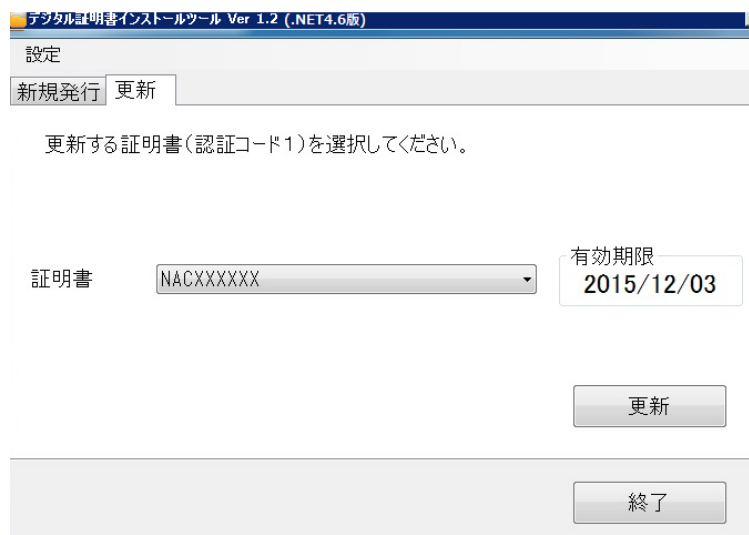 デジタル証明書インストールツール Ver 1.2 (.NET4.6版)
設定
新規発行 更新
更新する証明書(認証コード1)を選択してください。
有効期限
証明書 NACXXXXXX 2015/12/03
更新
終了